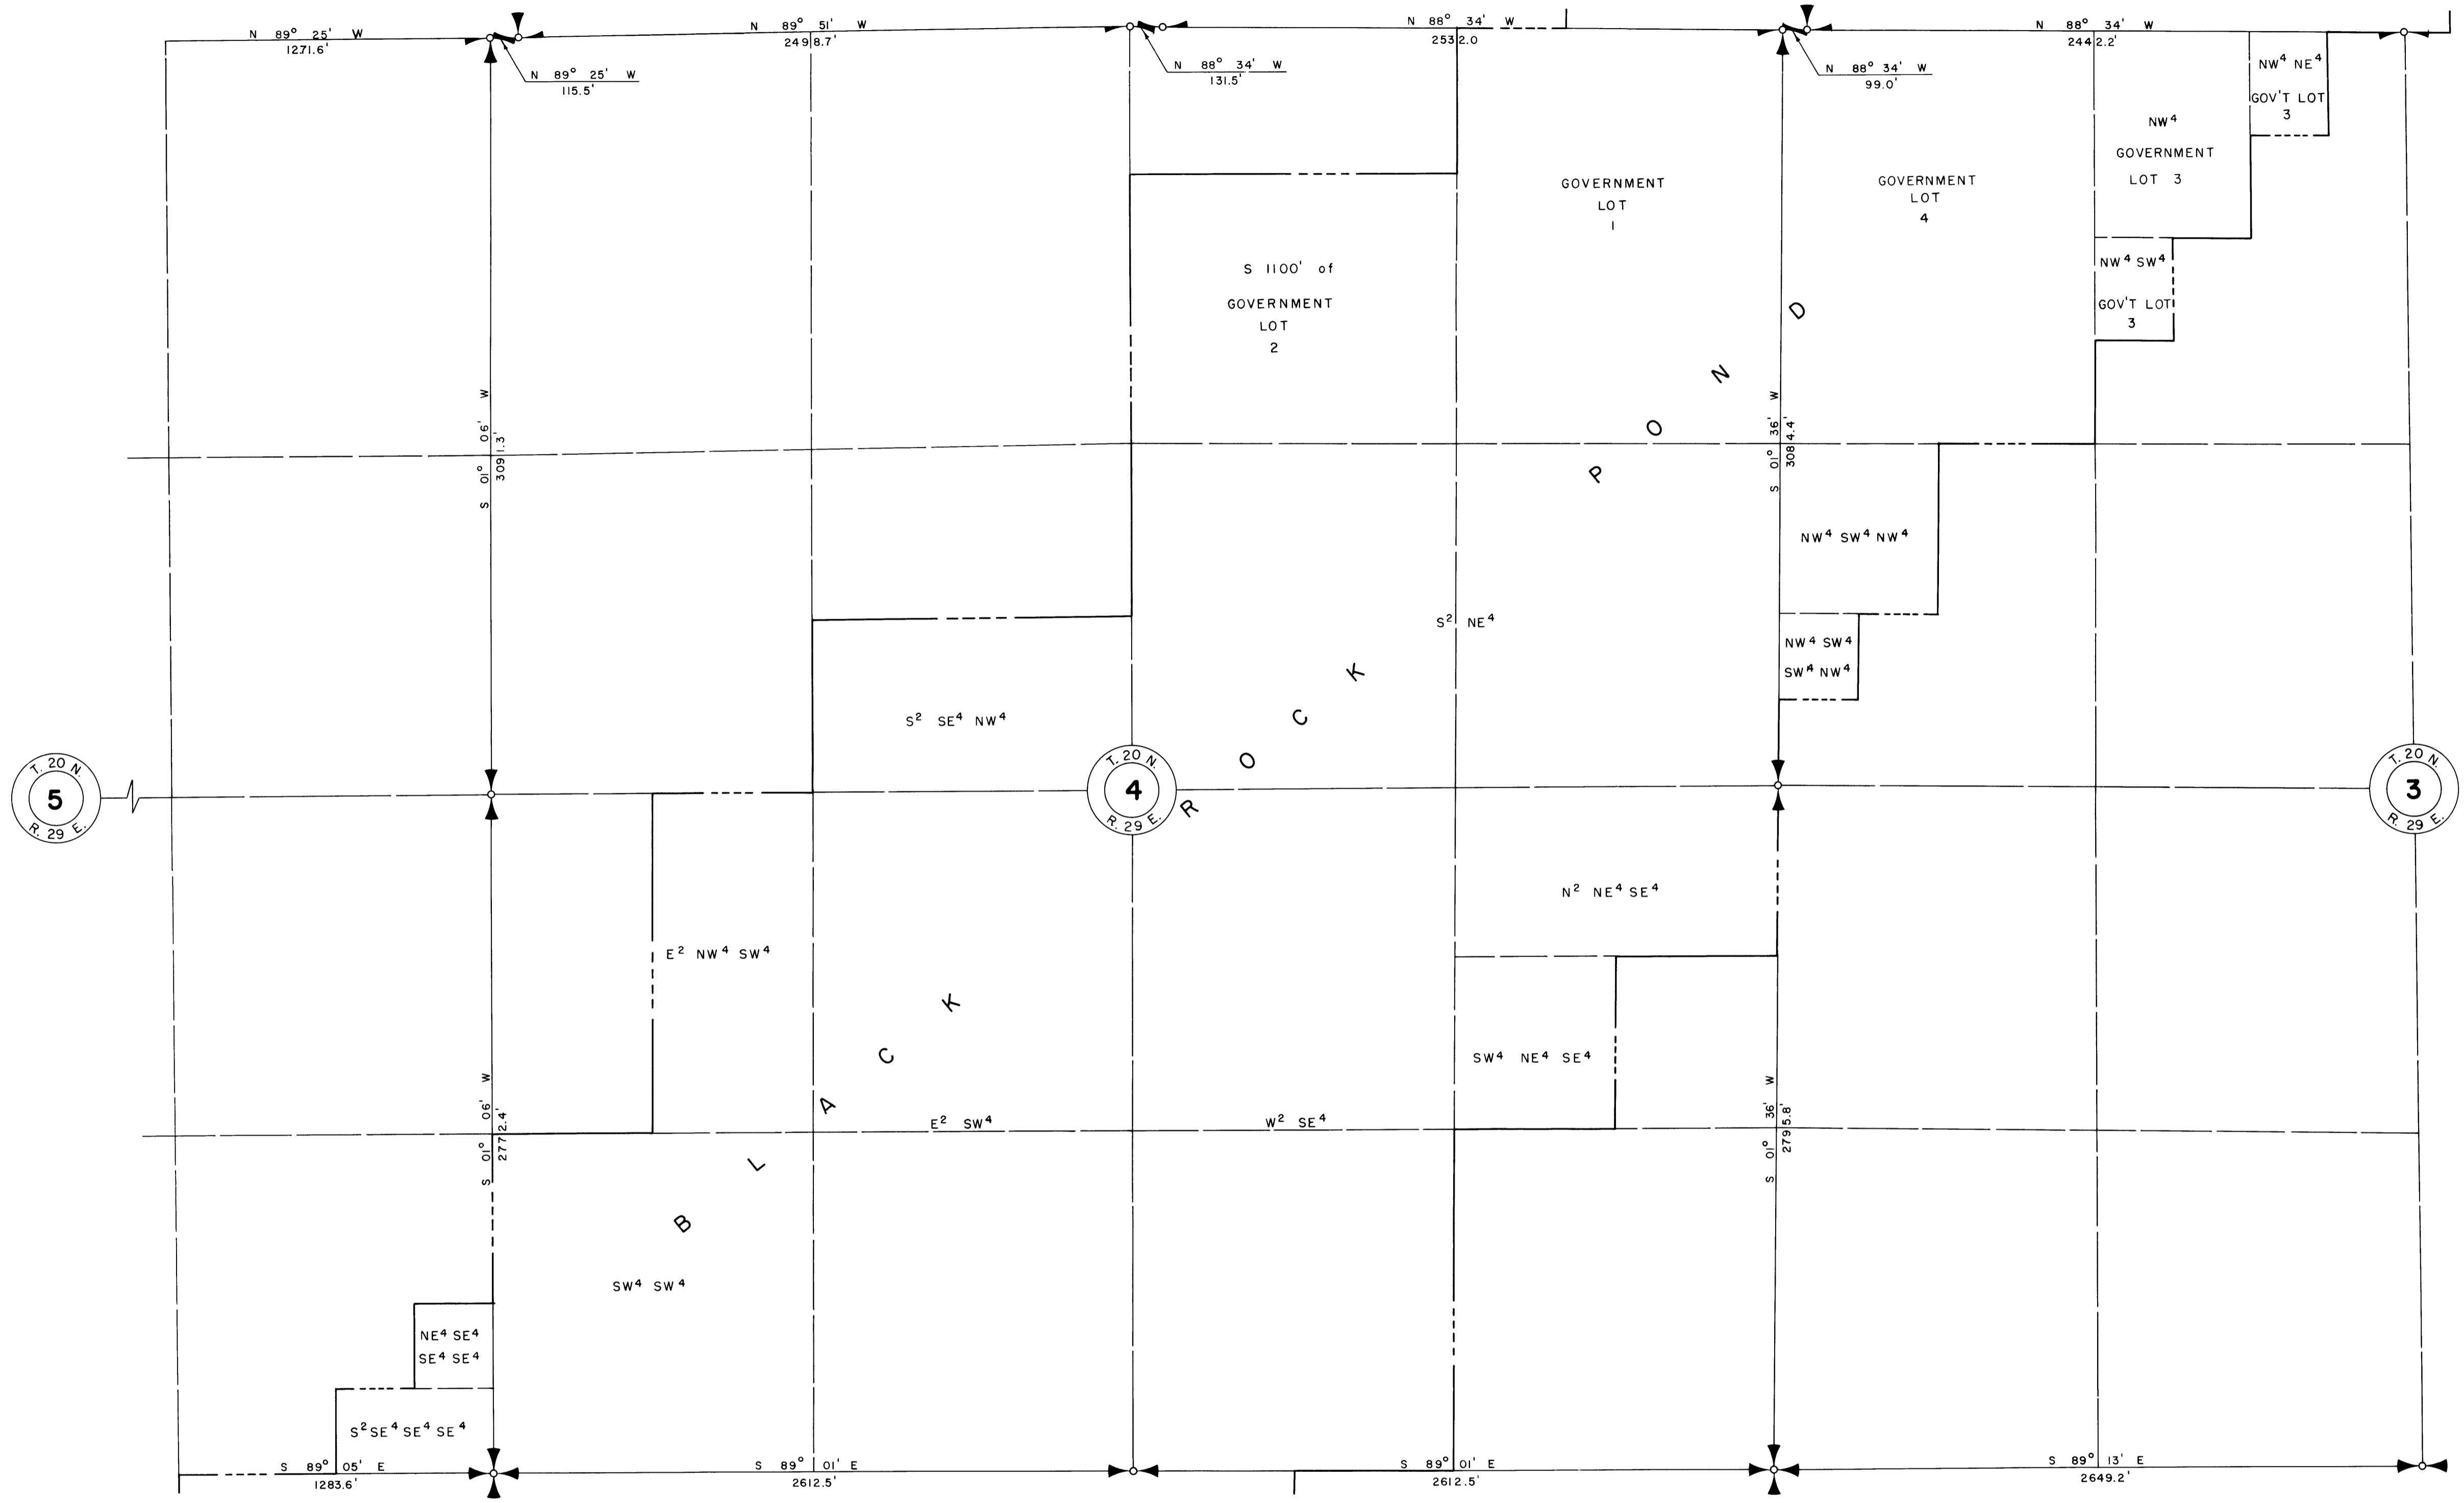 N 89° 25' W
1271.6'
N 89° 25' W
115.5'
N 89° 51' W
2498.7'
N 88° 34' W
131.5'
N 88° 34' W
2532.0
N 88° 34' W
99.0'
N 88° 34' W
2442.2'
NW4 NE4
GOV'T LOT
3
NW4
GOVERNMENT
LOT 3
GOVERNMENT
LOT
1
GOVERNMENT
LOT
4
S 1100' of
GOVERNMENT
LOT
2
NW4 SW4
GOV'T LOT
3
S 01° 06' W
3091.3'
S 01° 36' W
3084.4'
NW4 SW4 NW4
S2 NE4
NW4 SW4
SW4 NW4
S2 SE4 NW4
T. 20 N.
5
R. 29 E.
T. 20 N.
4
R. 29 E.
T. 20 N.
3
R. 29 E.
BLACK ROCK POND
N2 NE4 SE4
E2 NW4 SW4
SW4 NE4 SE4
E2 SW4
W2 SE4
S 01° 06' W
2772.4'
S 01° 36' W
2795.8'
SW4 SW4
NE4 SE4
SE4 SE4
S2 SE4 SE4 SE4
S 89° 05' E
1283.6'
S 89° 01' E
2612.5'
S 89° 01' E
2612.5'
S 89° 13' E
2649.2'